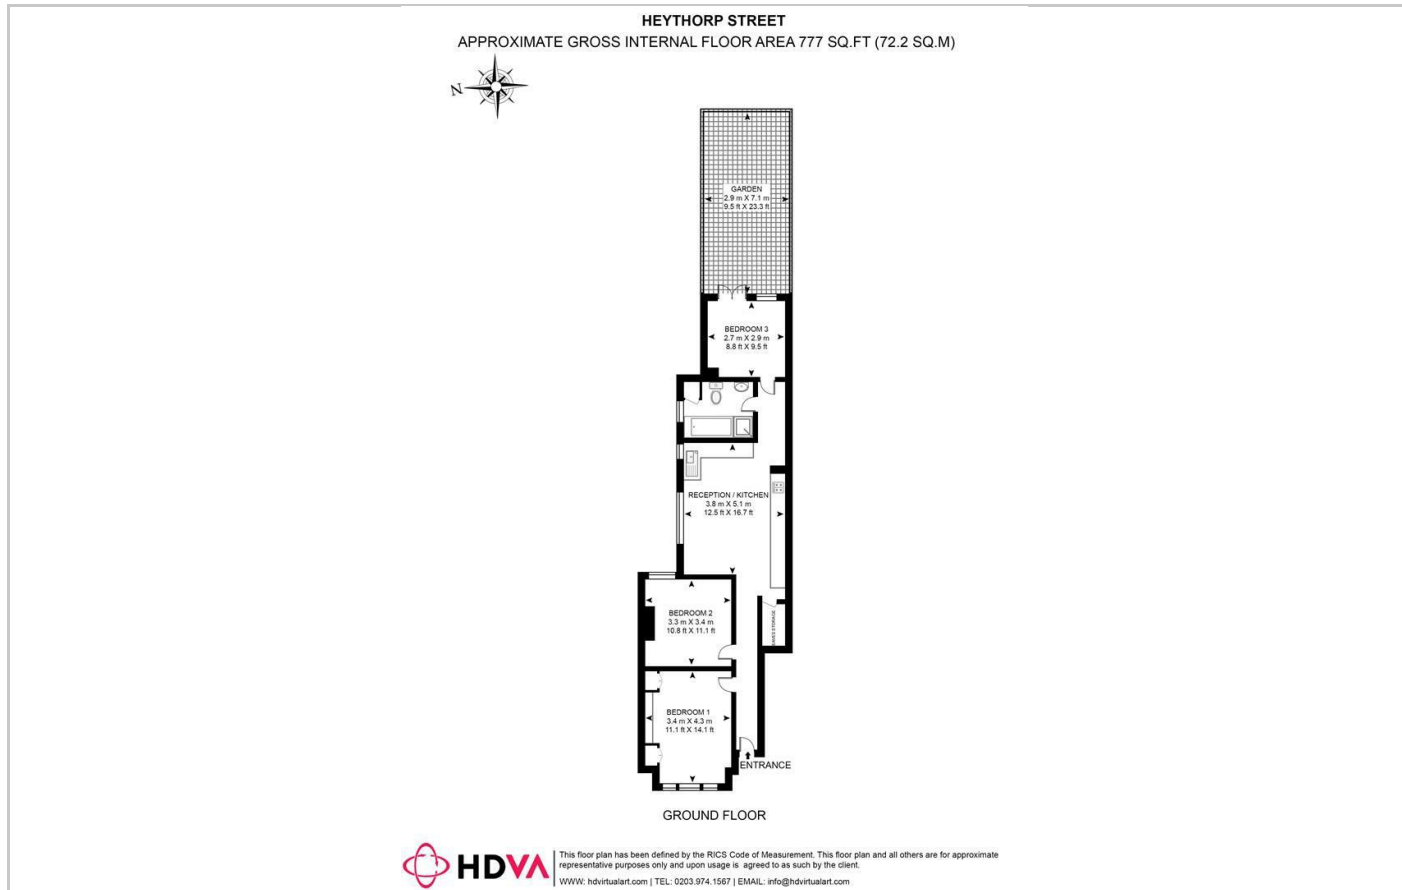 HEYTHORP STREET
APPROXIMATE GROSS INTERNAL FLOOR AREA 777 SQ.FT (72.2 SQ.M)
N
GARDEN
2.9 m X 7.1 m
9.5 ft X 23.3 ft
BEDROOM 3
2.7 m X 2.9 m
8.8 ft X 9.5 ft
RECEPTION / KITCHEN
3.8 m X 5.1 m
12.5 ft X 16.7 ft
EAVES STORAGE
BEDROOM 2
3.3 m X 3.4 m
10.8 ft X 11.1 ft
BEDROOM 1
3.4 m X 4.3 m
11.1 ft X 14.1 ft
ENTRANCE
GROUND FLOOR
HDVA
This floor plan has been defined by the RICS Code of Measurement. This floor plan and all others are for approximate
representative purposes only and upon usage is agreed to as such by the client.
WWW: hdvirtualart.com | TEL: 0203.974.1567 | EMAIL: info@hdvirtualart.com